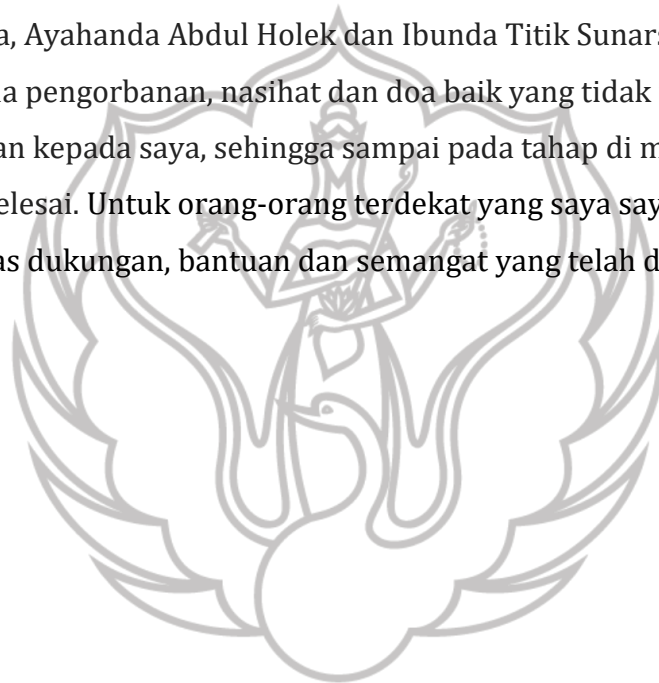 a, Ayahanda Abdul Holek dan Ibunda Titik Sunars
a pengorbanan, nasihat dan doa baik yang tidak
an kepada saya, sehingga sampai pada tahap di m
elesai. Untuk orang-orang terdekat yang saya say
as dukungan, bantuan dan semangat yang telah d